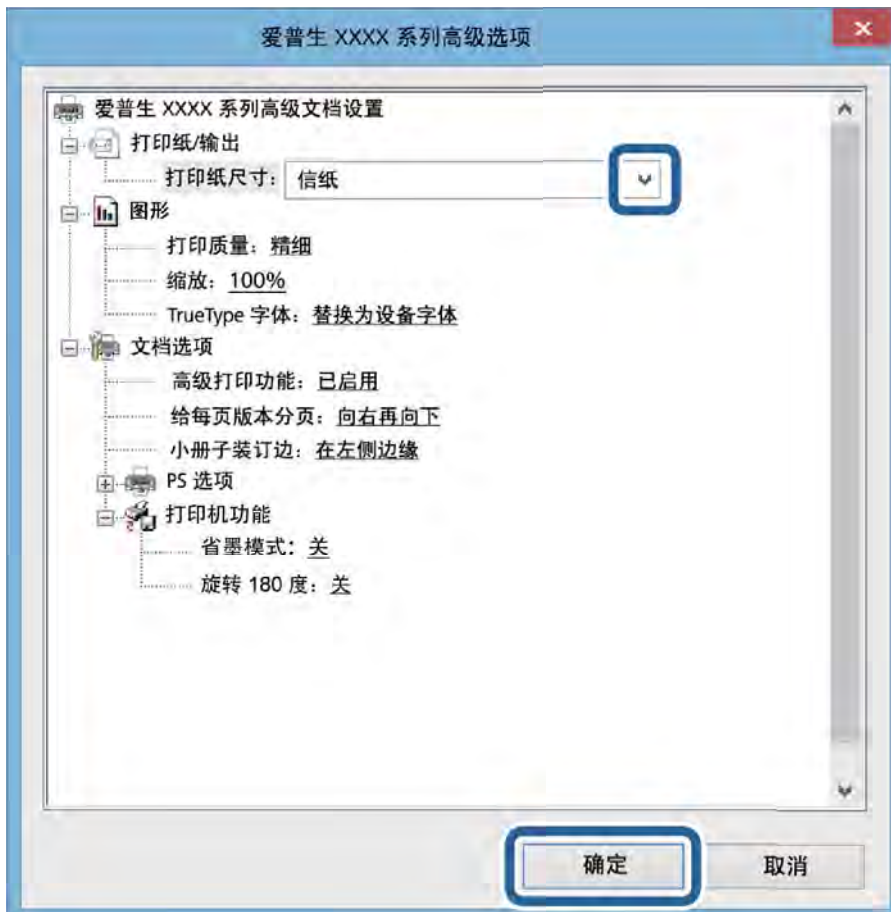 爱普生 XXXX 系列高级选项
爱普生 XXXX 系列高级文档设置
打印纸/输出
打印纸尺寸：信纸
图形
打印质量：精细
缩放：100%
TrueType 字体：替换为设备字体
文档选项
高级打印功能：已启用
给每页版本分页：向右再向下
小册子装订边：在左侧边缘
PS 选项
打印机功能
省墨模式：关
旋转 180 度：关
确定 取消